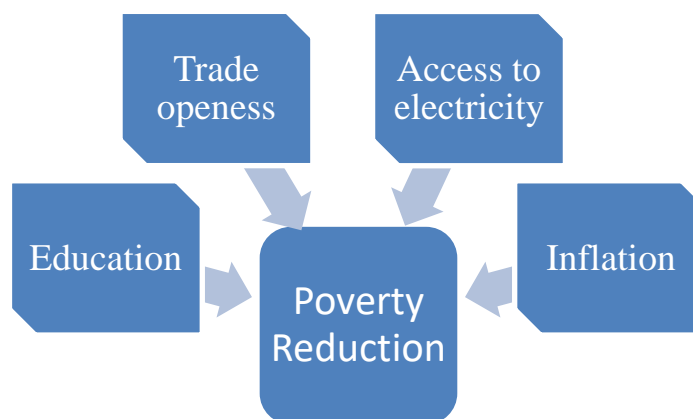 Trade
openess
Access to
electricity
Education
Inflation
Poverty
Reduction